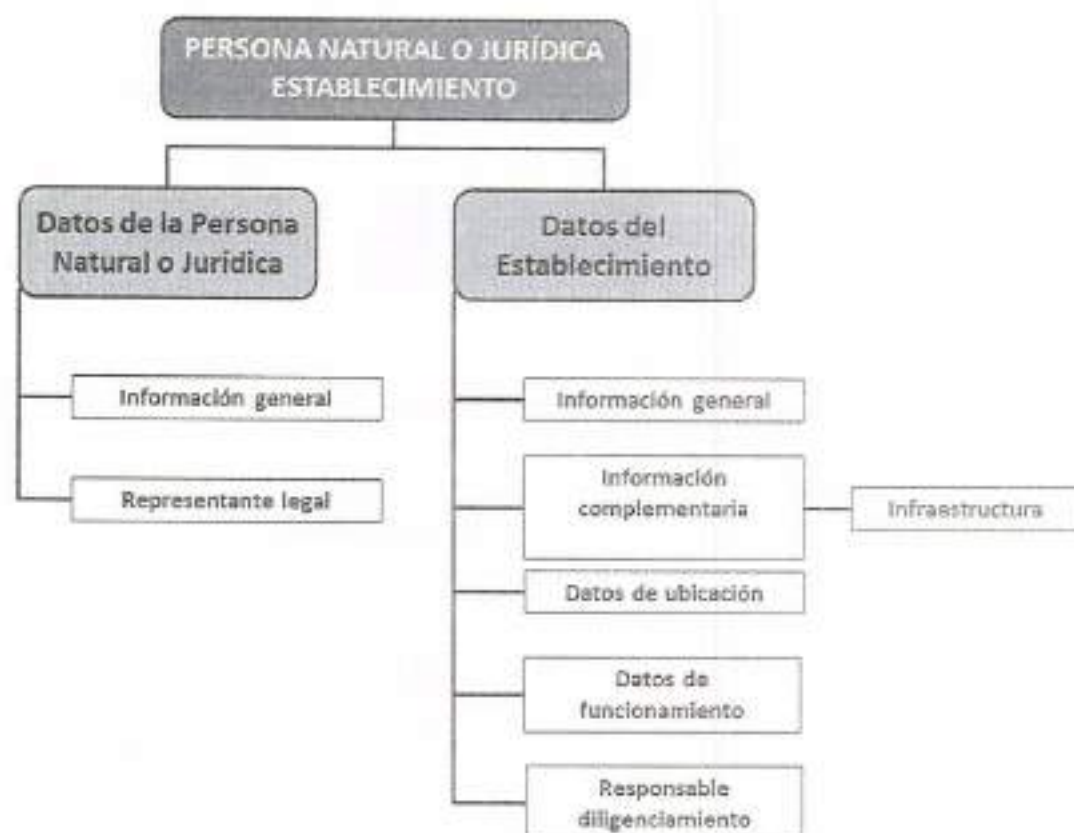 PERSONA NATURAL O JURÍDICA
ESTABLECIMIENTO
Datos de la Persona
Natural o Jurídica
Información general
Representante legal
Datos del
Establecimiento
Información general
Información
complementaria
Infraestructura
Datos de ubicación
Datos de
funcionamiento
Responsable
diligenciamiento